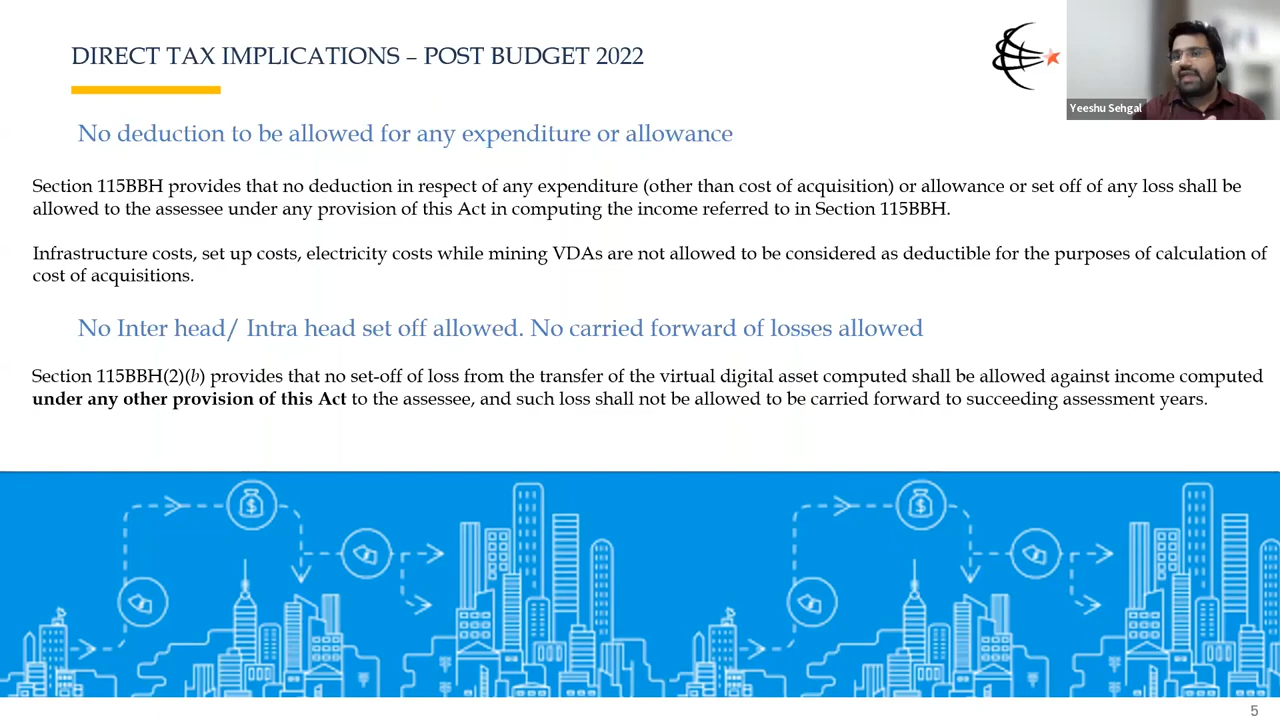 DIRECT TAX IMPLICATIONS – POST BUDGET 2022
Yeeshu Sehgal
No deduction to be allowed for any expenditure or allowance
Section 115BBH provides that no deduction in respect of any expenditure (other than cost of acquisition) or allowance or set off of any loss shall be
allowed to the assessee under any provision of this Act in computing the income referred to in Section 115BBH.
Infrastructure costs, set up costs, electricity costs while mining VDAs are not allowed to be considered as deductible for the purposes of calculation of
cost of acquisitions.
No Inter head/ Intra head set off allowed. No carried forward of losses allowed
Section 115BBH(2)(b) provides that no set-off of loss from the transfer of the virtual digital asset computed shall be allowed against income computed
under any other provision of this Act to the assessee, and such loss shall not be allowed to be carried forward to succeeding assessment years.
$ $
5